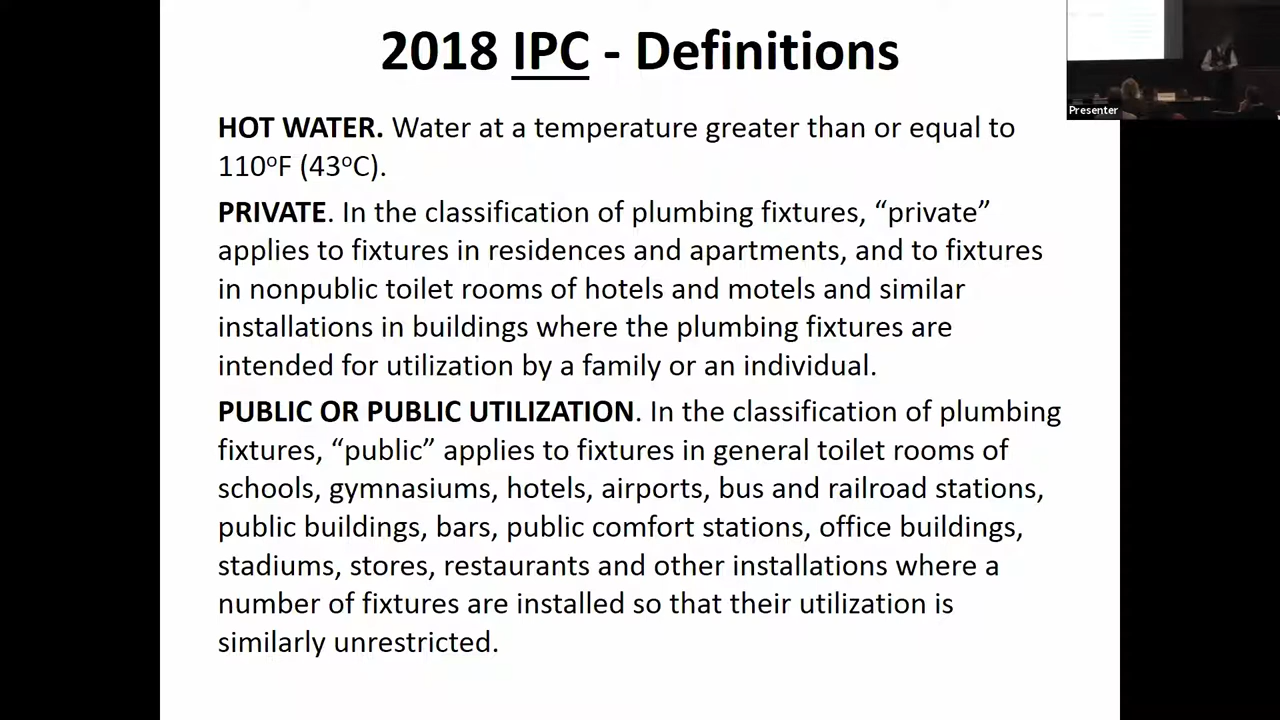 2018 IPC - Definitions
HOT WATER. Water at a temperature greater than or equal to
110ºF (43ºC).
PRIVATE. In the classification of plumbing fixtures, “private”
applies to fixtures in residences and apartments, and to fixtures
in nonpublic toilet rooms of hotels and motels and similar
installations in buildings where the plumbing fixtures are
intended for utilization by a family or an individual.
PUBLIC OR PUBLIC UTILIZATION. In the classification of plumbing
fixtures, “public” applies to fixtures in general toilet rooms of
schools, gymnasiums, hotels, airports, bus and railroad stations,
public buildings, bars, public comfort stations, office buildings,
stadiums, stores, restaurants and other installations where a
number of fixtures are installed so that their utilization is
similarly unrestricted.
Presenter